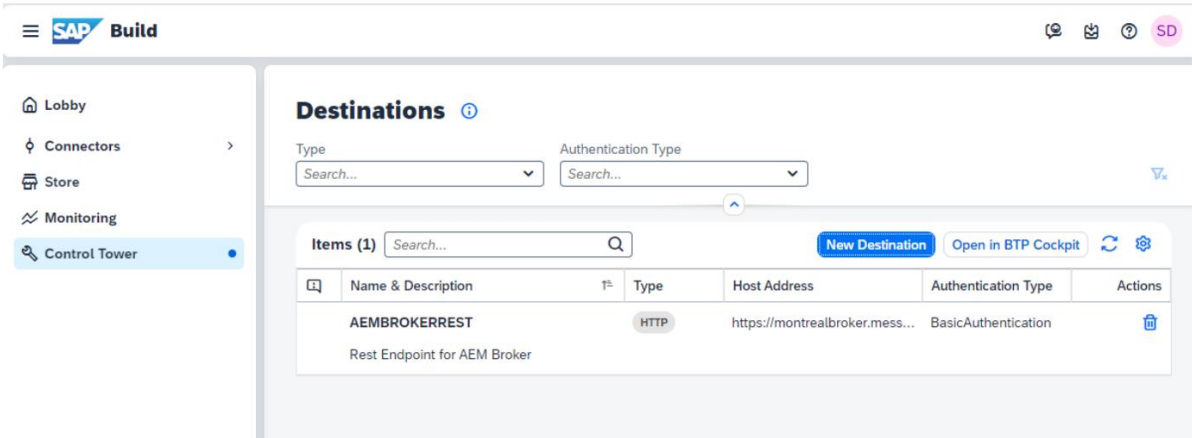 SAP Build
SD
Lobby
Connectors
Store
Monitoring
Control Tower
Destinations
Type
Authentication Type
Search...
Search...
Items (1)
Search...
New Destination
Open in BTP Cockpit
Name & Description
Type
Host Address
Authentication Type
Actions
AEMBROKERREST
HTTP
https://montrealbroker.mess...
BasicAuthentication
Rest Endpoint for AEM Broker